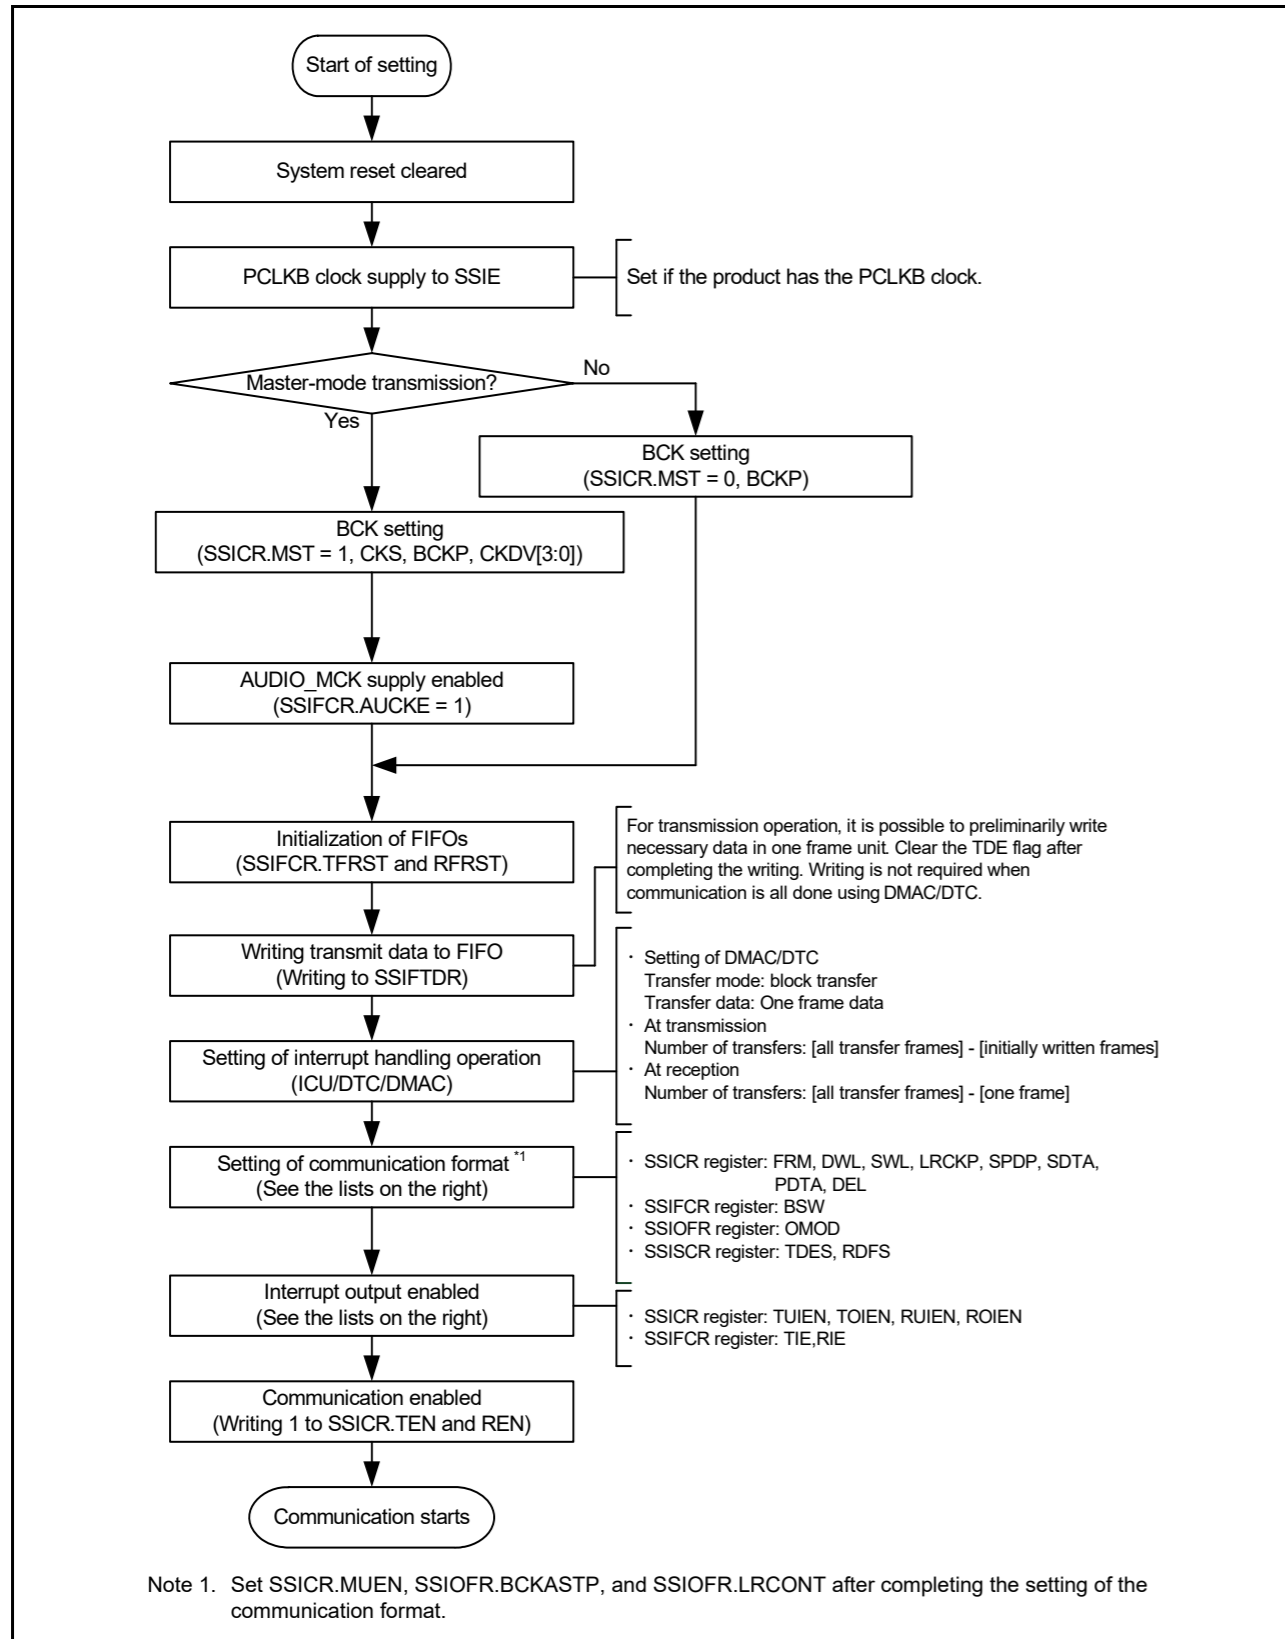 Start of setting
System reset cleared
PCLKB clock supply to SSIE
Set if the product has the PCLKB clock.
Master-mode transmission?
No
Yes
BCK setting
(SSICR.MST = 0, BCKP)
BCK setting
(SSICR.MST = 1, CKS, BCKP, CKDV[3:0])
AUDIO_MCK supply enabled
(SSIFCR.AUCKE = 1)
Initialization of FIFOs
(SSIFCR.TFRST and RFRST)
For transmission operation, it is possible to preliminarily write
necessary data in one frame unit. Clear the TDE flag after
completing the writing. Writing is not required when
communication is all done using DMAC/DTC.
Writing transmit data to FIFO
(Writing to SSIFTDR)
· Setting of DMAC/DTC
Transfer mode: block transfer
Transfer data: One frame data
· At transmission
Number of transfers: [all transfer frames] - [initially written frames]
· At reception
Number of transfers: [all transfer frames] - [one frame]
Setting of interrupt handling operation
(ICU/DTC/DMAC)
Setting of communication format *1
(See the lists on the right)
· SSICR register: FRM, DWL, SWL, LRCKP, SPDP, SDTA,
PDTA, DEL
· SSIFCR register: BSW
· SSIOFR register: OMOD
· SSISCR register: TDES, RDFS
Interrupt output enabled
(See the lists on the right)
· SSICR register: TUIEN, TOIEN, RUIEN, ROIEN
· SSIFCR register: TIE,RIE
Communication enabled
(Writing 1 to SSICR.TEN and REN)
Communication starts
Note 1. Set SSICR.MUEN, SSIOFR.BCKASTP, and SSIOFR.LRCONT after completing the setting of the
communication format.